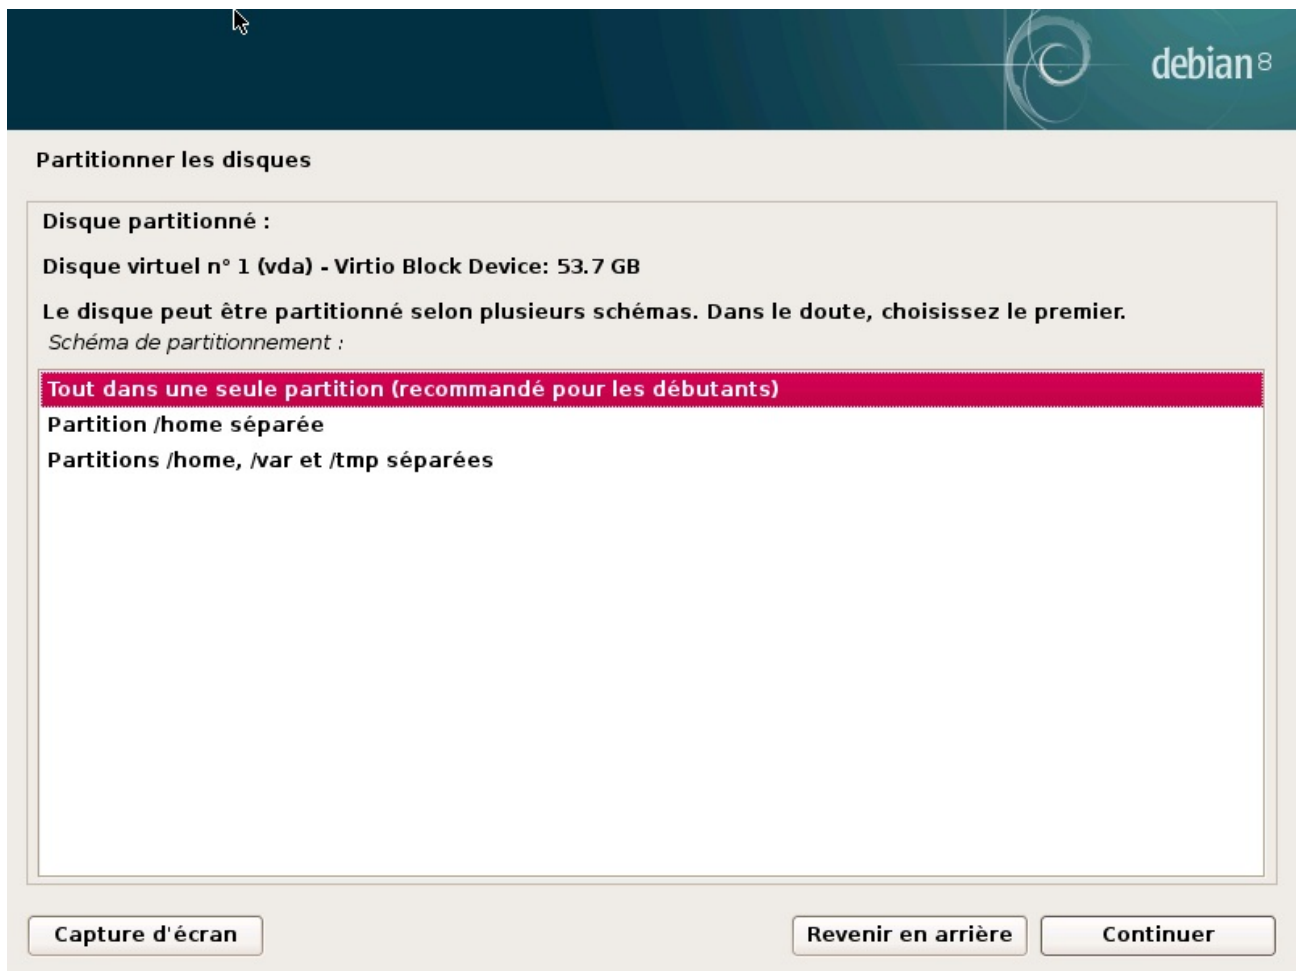 debian 8
Partitionner les disques
Disque partitionné :
Disque virtuel n° 1 (vda) - Virtio Block Device: 53.7 GB
Le disque peut être partitionné selon plusieurs schémas. Dans le doute, choisissez le premier.
Schéma de partitionnement :
Tout dans une seule partition (recommandé pour les débutants)
Partition /home séparée
Partitions /home, /var et /tmp séparées
Capture d'écran
Revenir en arrière
Continuer